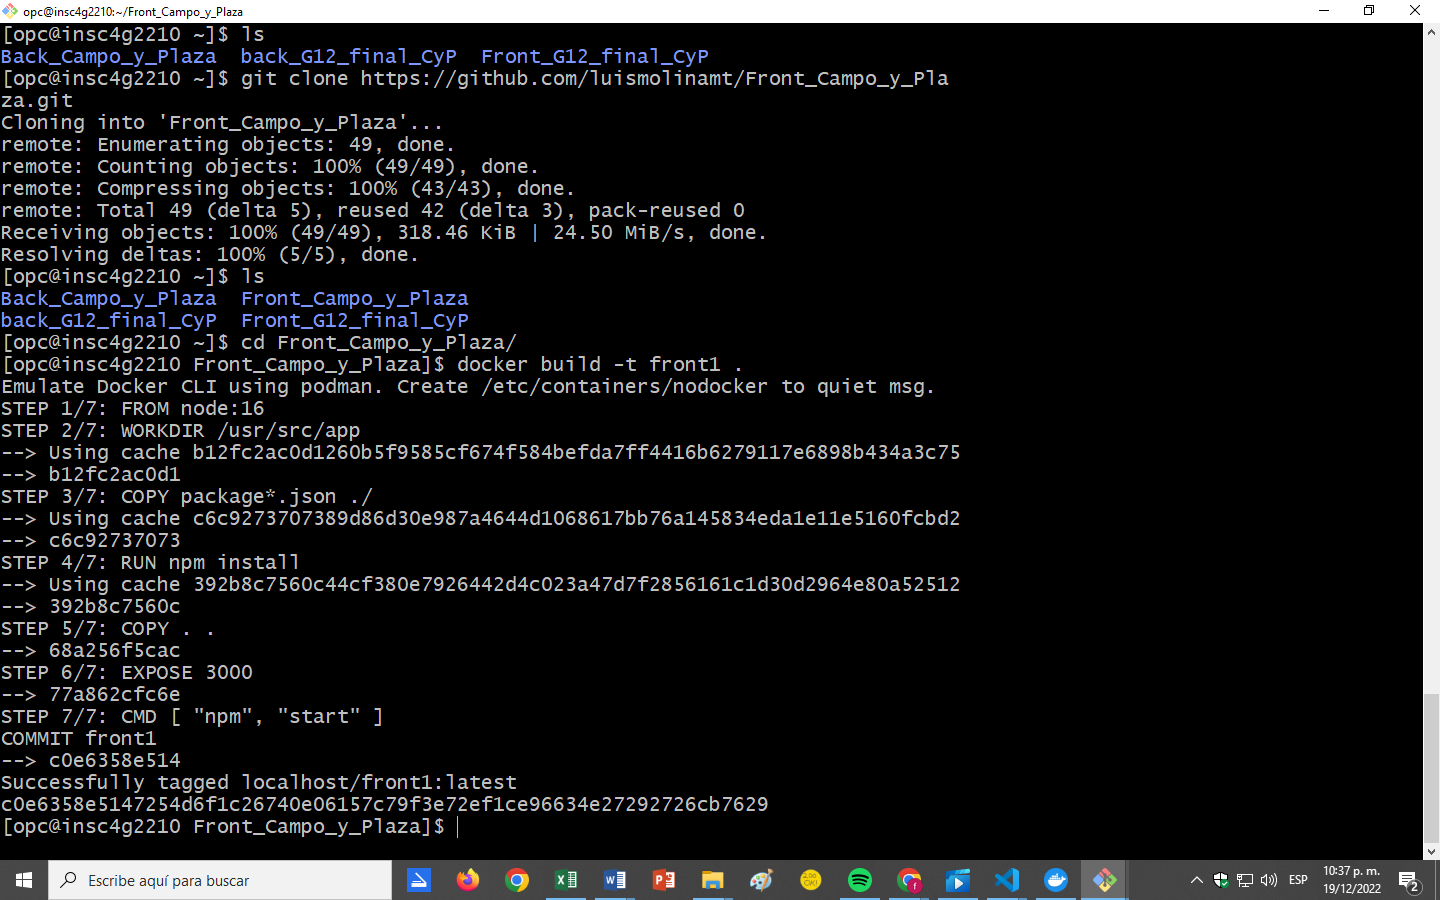 opc@insc4g2210:~/Front_Campo_y_Plaza
[opc@insc4g2210 ~]$ ls
Back_Campo_y_Plaza  back_G12_final_CyP  Front_G12_final_CyP
[opc@insc4g2210 ~]$ git clone https://github.com/luismolinamt/Front_Campo_y_Pla
za.git
Cloning into 'Front_Campo_y_Plaza'...
remote: Enumerating objects: 49, done.
remote: Counting objects: 100% (49/49), done.
remote: Compressing objects: 100% (43/43), done.
remote: Total 49 (delta 5), reused 42 (delta 3), pack-reused 0
Receiving objects: 100% (49/49), 318.46 KiB | 24.50 MiB/s, done.
Resolving deltas: 100% (5/5), done.
[opc@insc4g2210 ~]$ ls
Back_Campo_y_Plaza  Front_Campo_y_Plaza
back_G12_final_CyP  Front_G12_final_CyP
[opc@insc4g2210 ~]$ cd Front_Campo_y_Plaza/
[opc@insc4g2210 Front_Campo_y_Plaza]$ docker build -t front1 .
Emulate Docker CLI using podman. Create /etc/containers/nodocker to quiet msg.
STEP 1/7: FROM node:16
STEP 2/7: WORKDIR /usr/src/app
--> Using cache b12fc2ac0d1260b5f9585cf674f584befda7ff4416b6279117e6898b434a3c75
--> b12fc2ac0d1
STEP 3/7: COPY package*.json ./
--> Using cache c6c9273707389d86d30e987a4644d1068617bb76a145834eda1e11e5160fcbd2
--> c6c92737073
STEP 4/7: RUN npm install
--> Using cache 392b8c7560c44cf380e7926442d4c023a47d7f2856161c1d30d2964e80a52512
--> 392b8c7560c
STEP 5/7: COPY . .
--> 68a256f5cac
STEP 6/7: EXPOSE 3000
--> 77a862cfc6e
STEP 7/7: CMD [ "npm", "start" ]
COMMIT front1
--> c0e6358e514
Successfully tagged localhost/front1:latest
c0e6358e5147254d6f1c26740e06157c79f3e72ef1ce96634e27292726cb7629
[opc@insc4g2210 Front_Campo_y_Plaza]$
Escribe aquí para buscar
ESP
10:37 p. m.
19/12/2022
2